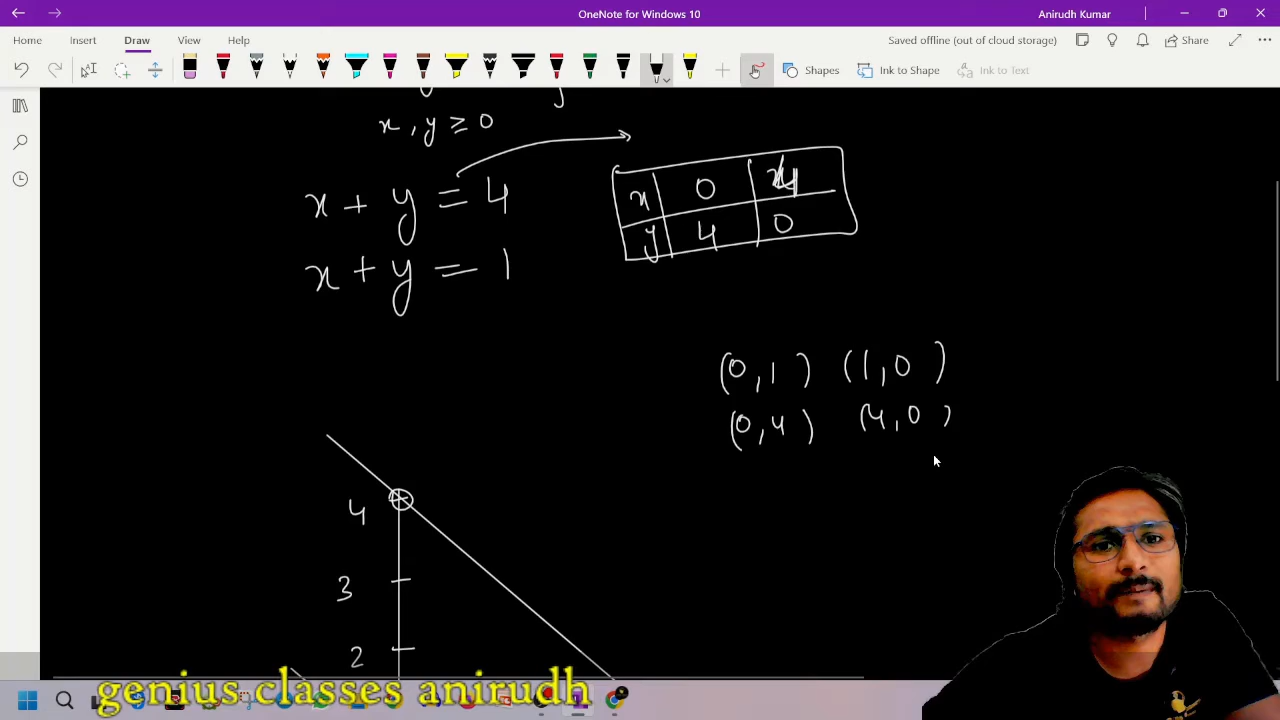 OneNote for Windows 10
Anirudh Kumar
Home Insert Draw View Help
Saved offline (out of cloud storage)
Share
Shapes
Ink to Shape
Ink to Text
x, y ≥ 0
x + y = 4
x 0 4
y 4 0
x + y = 1
(0,1) (1,0)
(0,4) (4,0)
4
3
2
genius classes anirudh